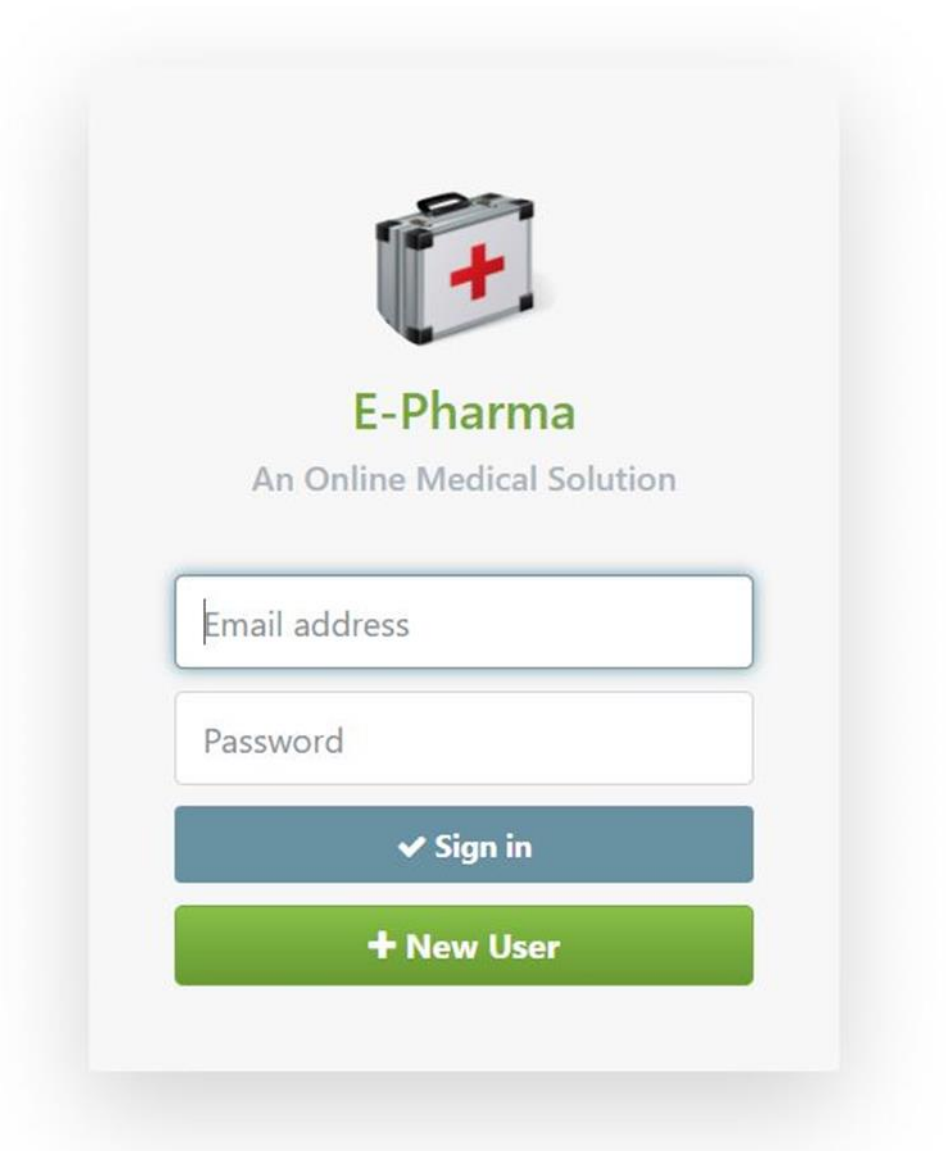 E-Pharma
An Online Medical Solution
Email address
Password
Sign in
New User